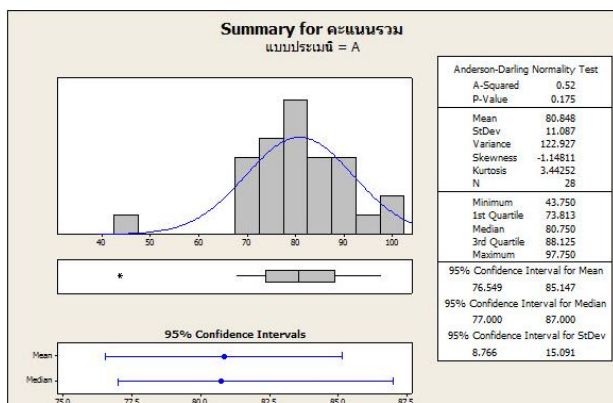 Summary for คะแนนรวม
แบบประเมนิ = A
Anderson-Darling Normality Test
A-Squared 0.52
P-Value 0.175
Mean 80.848
StDev 11.087
Variance 122.927
Skewness -1.14811
Kurtosis 3.44252
N 28
Minimum 43.750
1st Quartile 73.813
Median 80.750
3rd Quartile 88.125
Maximum 97.750
95% Confidence Interval for Mean
76.549 85.147
95% Confidence Interval for Median
77.000 87.000
95% Confidence Interval for StDev
8.766 15.091
40 50 60 70 80 90 100
*
95% Confidence Intervals
Mean
Median
75.0 77.5 80.0 82.5 85.0 87.5